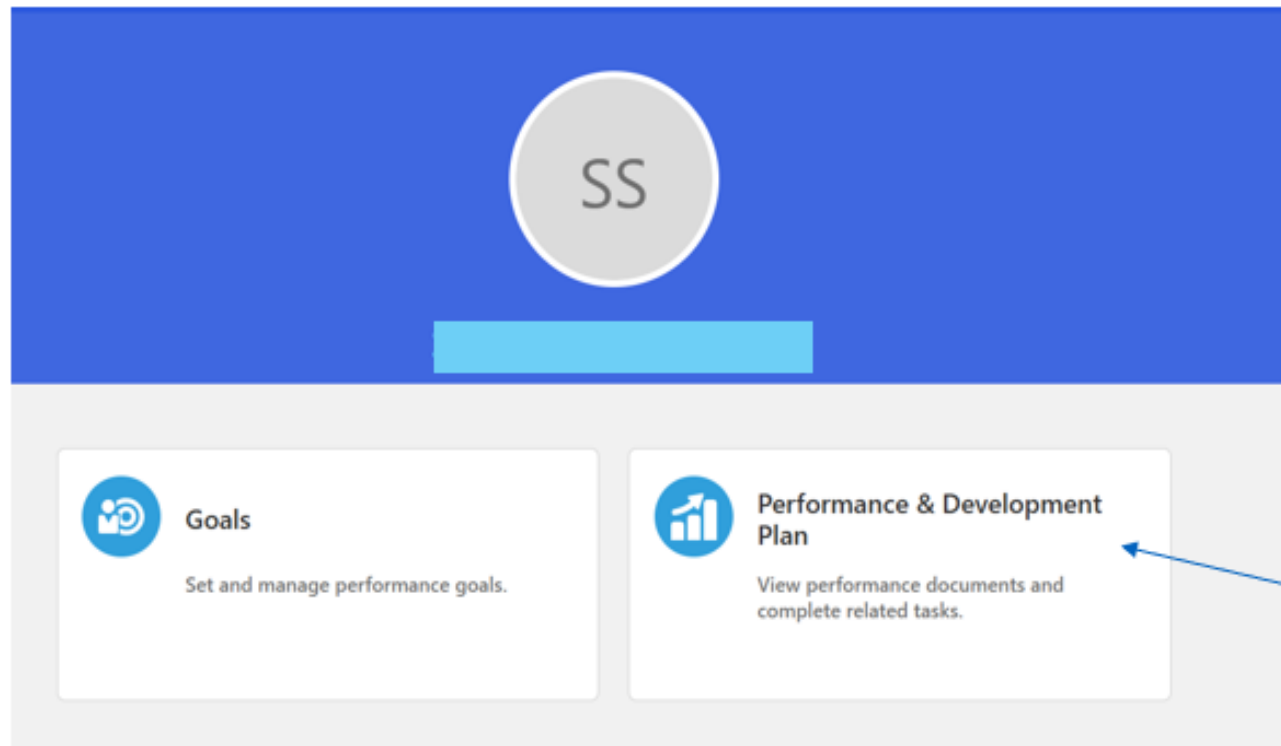 SS
Goals
Set and manage performance goals.
Performance & Development
Plan
View performance documents and
complete related tasks.